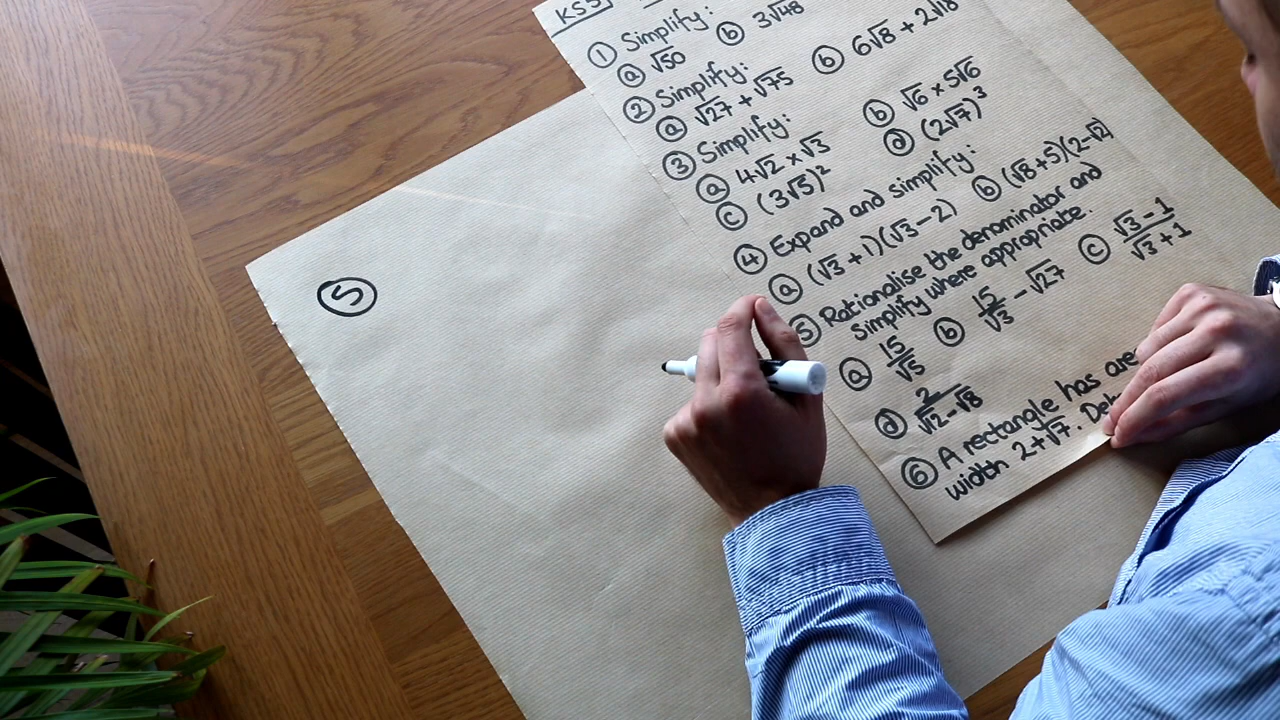 KS3
① Simplify:
ⓐ √50 ⓑ 3√48
② Simplify:
ⓐ √27 + √75 ⓑ 6√8 + 2√18
③ Simplify:
ⓐ 4√2 × √3 ⓑ √6 × 5√6
ⓒ (3√5)² ⓓ (2√7)³
④ Expand and simplify:
ⓐ (√3 + 1)(√3 − 2) ⓑ (√8 + 5)(2 − √2)
⑤ Rationalise the denominator and
simplify where appropriate.
ⓐ 15/√5 ⓑ 15/√3 − √27 ⓒ √3 − 1/√3 + 1
ⓓ 2/√12 − √8
⑥ A rectangle has
width 2+√7.
⑤